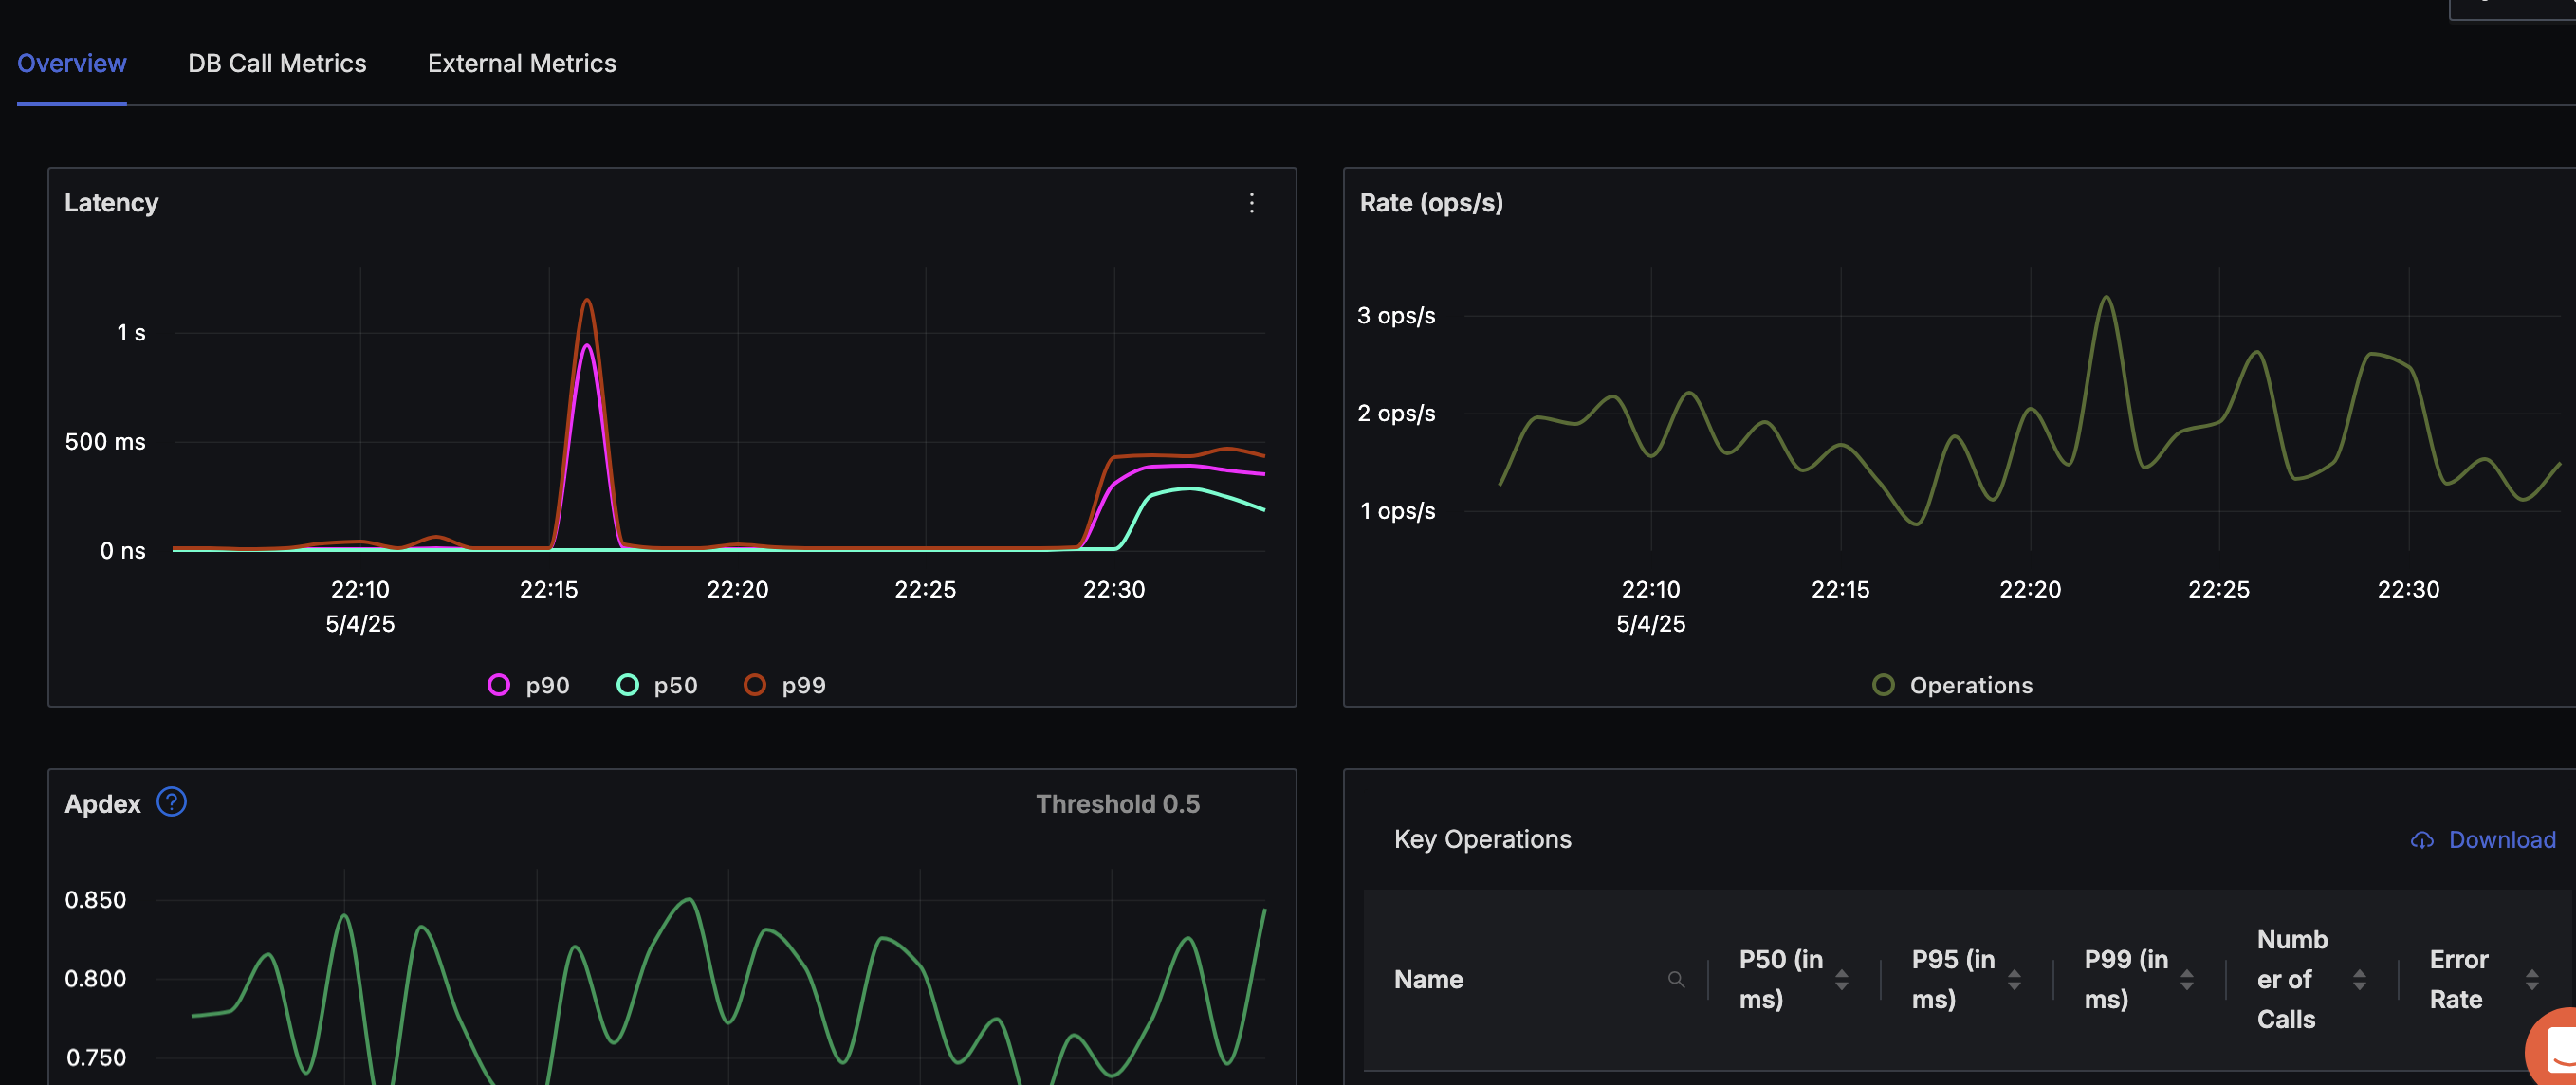 Overview
DB Call Metrics
External Metrics
Latency
1 s
500 ms
0 ns
22:10
22:15
22:20
22:25
22:30
5/4/25
p90
p50
p99
Rate (ops/s)
3 ops/s
2 ops/s
1 ops/s
22:10
22:15
22:20
22:25
22:30
5/4/25
Operations
Apdex
Threshold 0.5
0.850
0.800
0.750
Key Operations
Download
Name
P50 (in
ms)
P95 (in
ms)
P99 (in
ms)
Numb
er of
Calls
Error
Rate